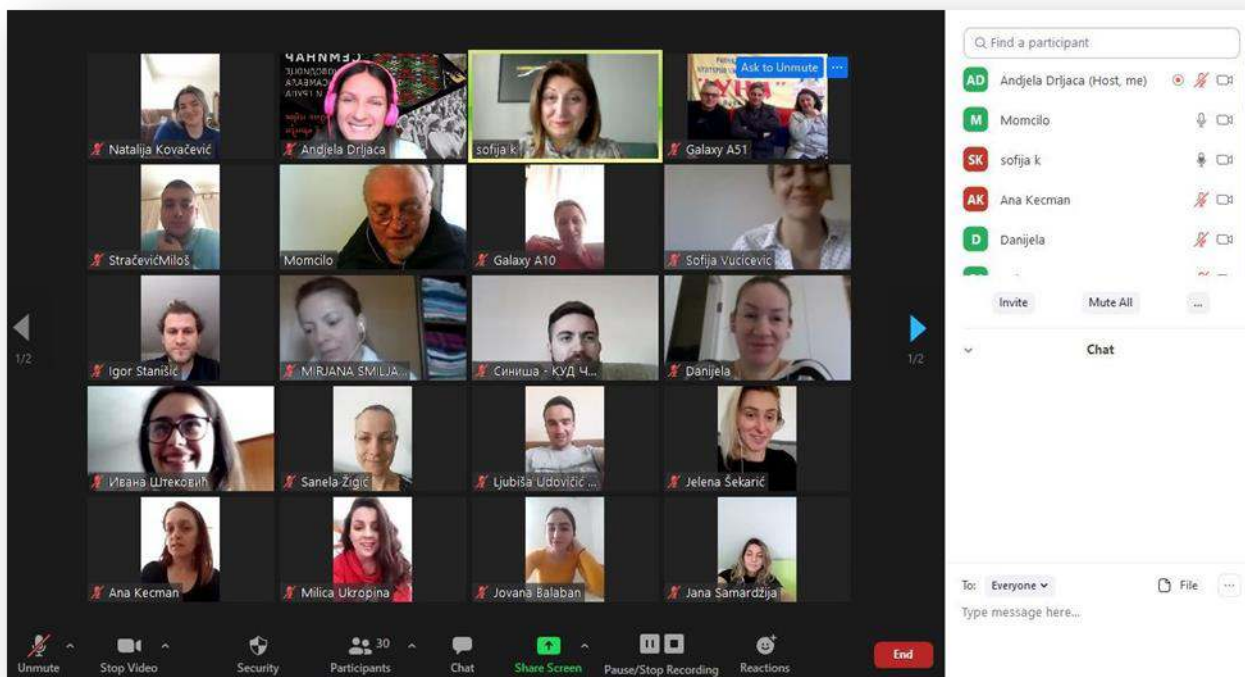 Natalija Kovačević
СЕМИНАР
Andjela Drljaca
sofija k
Ask to Unmute
...
"УНА"
Galaxy A51
StračevićMiloš
Momcilo
Galaxy A10
Sofija Vucicevic
1/2
1/2
Igor Stanišić
MIRJANA SMILJA...
Синиша - КУД Ч...
Danijela
Ивана Штековић
Sanela Žigić
Ljubiša Udovičić ...
Jelena Šekarić
Ana Kecman
Milica Ukropina
Jovana Balaban
Jana Samardžija
Unmute
Stop Video
Security
30
Participants
Chat
Share Screen
Pause/Stop Recording
Reactions
End
Find a participant
AD Andjela Drljaca (Host, me)
M Momcilo
SK sofija k
AK Ana Kecman
D Danijela
Invite
Mute All
...
Chat
To: Everyone
File
...
Type message here...